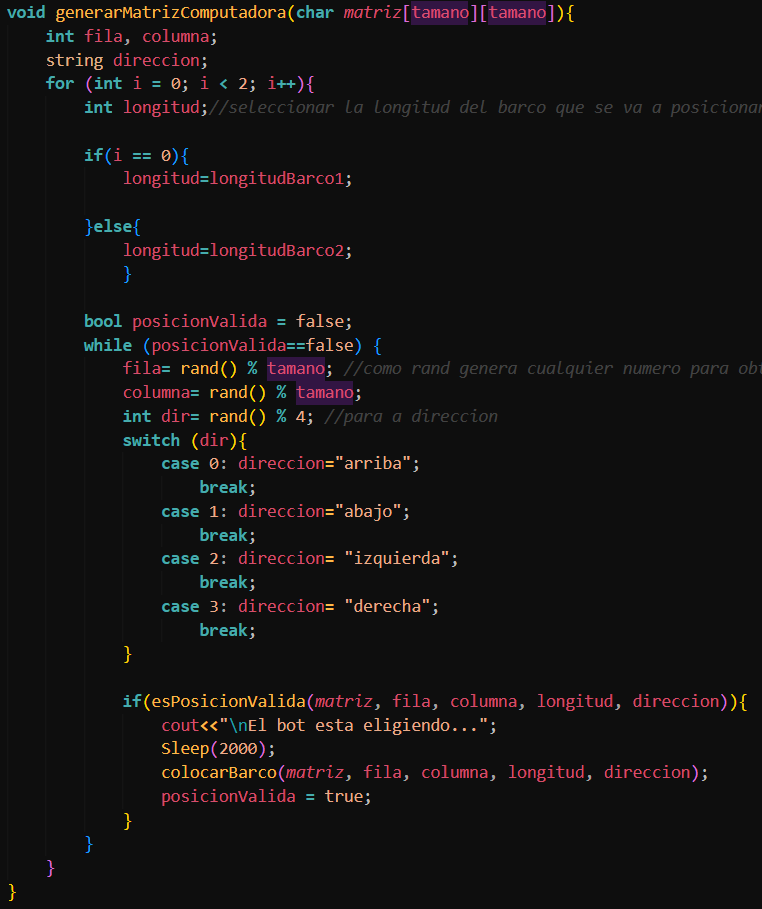 void generarMatrizComputadora(char matriz[tamano][tamano]){
    int fila, columna;
    string direccion;
    for (int i = 0; i < 2; i++){
        int longitud;//seleccionar la longitud del barco que se va a posicionar
        if(i == 0){
            longitud=longitudBarco1;
        }else{
            longitud=longitudBarco2;
            }
        bool posicionValida = false;
        while (posicionValida==false) {
            fila= rand() % tamano; //como rand genera cualquier numero para
            columna= rand() % tamano;
            int dir= rand() % 4; //para a direccion
            switch (dir){
                case 0: direccion="arriba";
                    break;
                case 1: direccion="abajo";
                    break;
                case 2: direccion= "izquierda";
                    break;
                case 3: direccion= "derecha";
                    break;
            }
            if(esPosicionValida(matriz, fila, columna, longitud, direccion)){
                cout<<"\nEl bot esta eligiendo...";
                Sleep(2000);
                colocarBarco(matriz, fila, columna, longitud, direccion);
                posicionValida = true;
            }
        }
    }
}